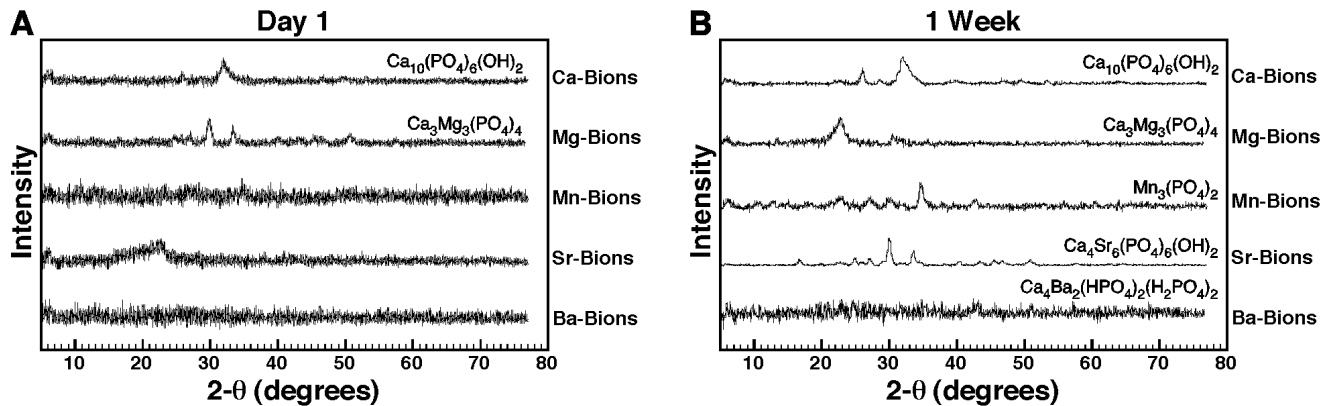 A
Day 1
Ca10(PO4)6(OH)2
Ca-Bions
Ca3Mg3(PO4)4
Mg-Bions
Mn-Bions
Sr-Bions
Ba-Bions
Intensity
10 20 30 40 50 60 70 80
2-θ (degrees)
B
1 Week
Ca10(PO4)6(OH)2
Ca-Bions
Ca3Mg3(PO4)4
Mg-Bions
Mn3(PO4)2
Mn-Bions
Ca4Sr6(PO4)6(OH)2
Sr-Bions
Ca4Ba2(HPO4)2(H2PO4)2
Ba-Bions
Intensity
10 20 30 40 50 60 70 80
2-θ (degrees)